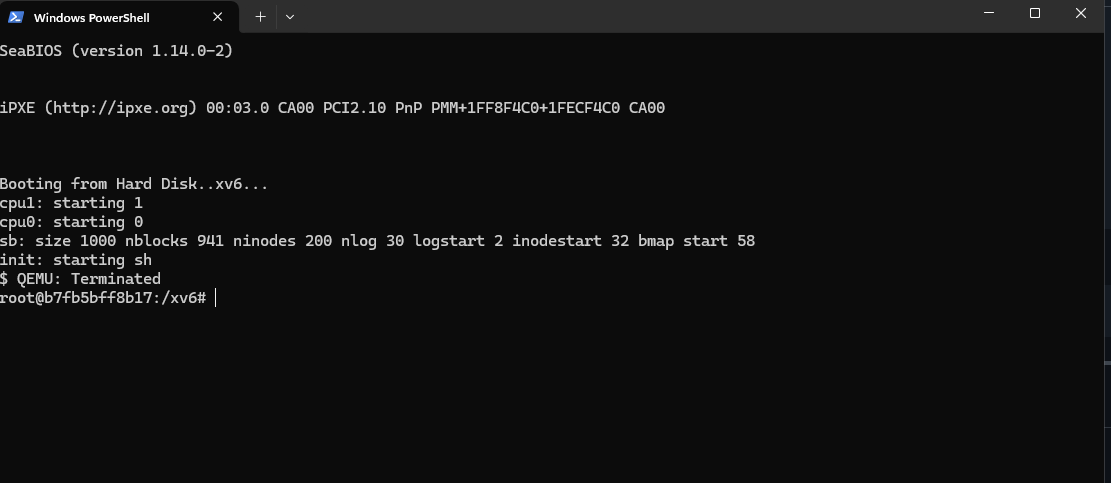 Windows PowerShell
SeaBIOS (version 1.14.0-2)
iPXE (http://ipxe.org) 00:03.0 CA00 PCI2.10 PnP PMM+1FF8F4C0+1FECF4C0 CA00
Booting from Hard Disk..xv6...
cpu1: starting 1
cpu0: starting 0
sb: size 1000 nblocks 941 ninodes 200 nlog 30 logstart 2 inodestart 32 bmap start 58
init: starting sh
$ QEMU: Terminated
root@b7fb5bff8b17:/xv6#